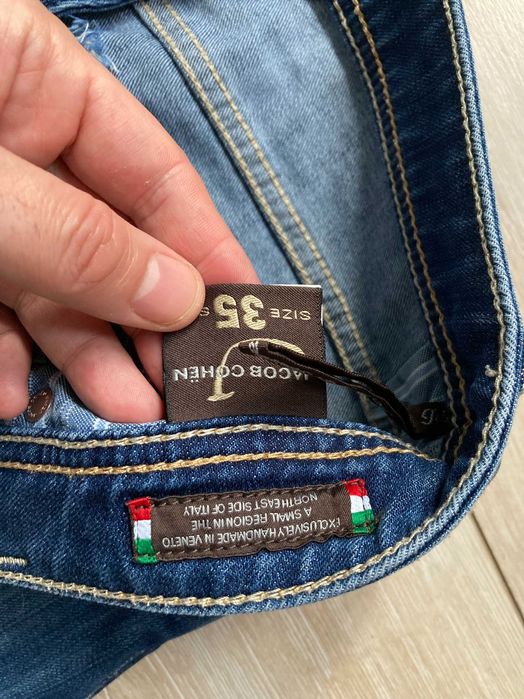 JACOB COHËN
SIZE 35
EXCLUSIVELY HANDMADE IN VENETO
A SMALL REGION IN THE
NORTH EAST SIDE OF ITALY